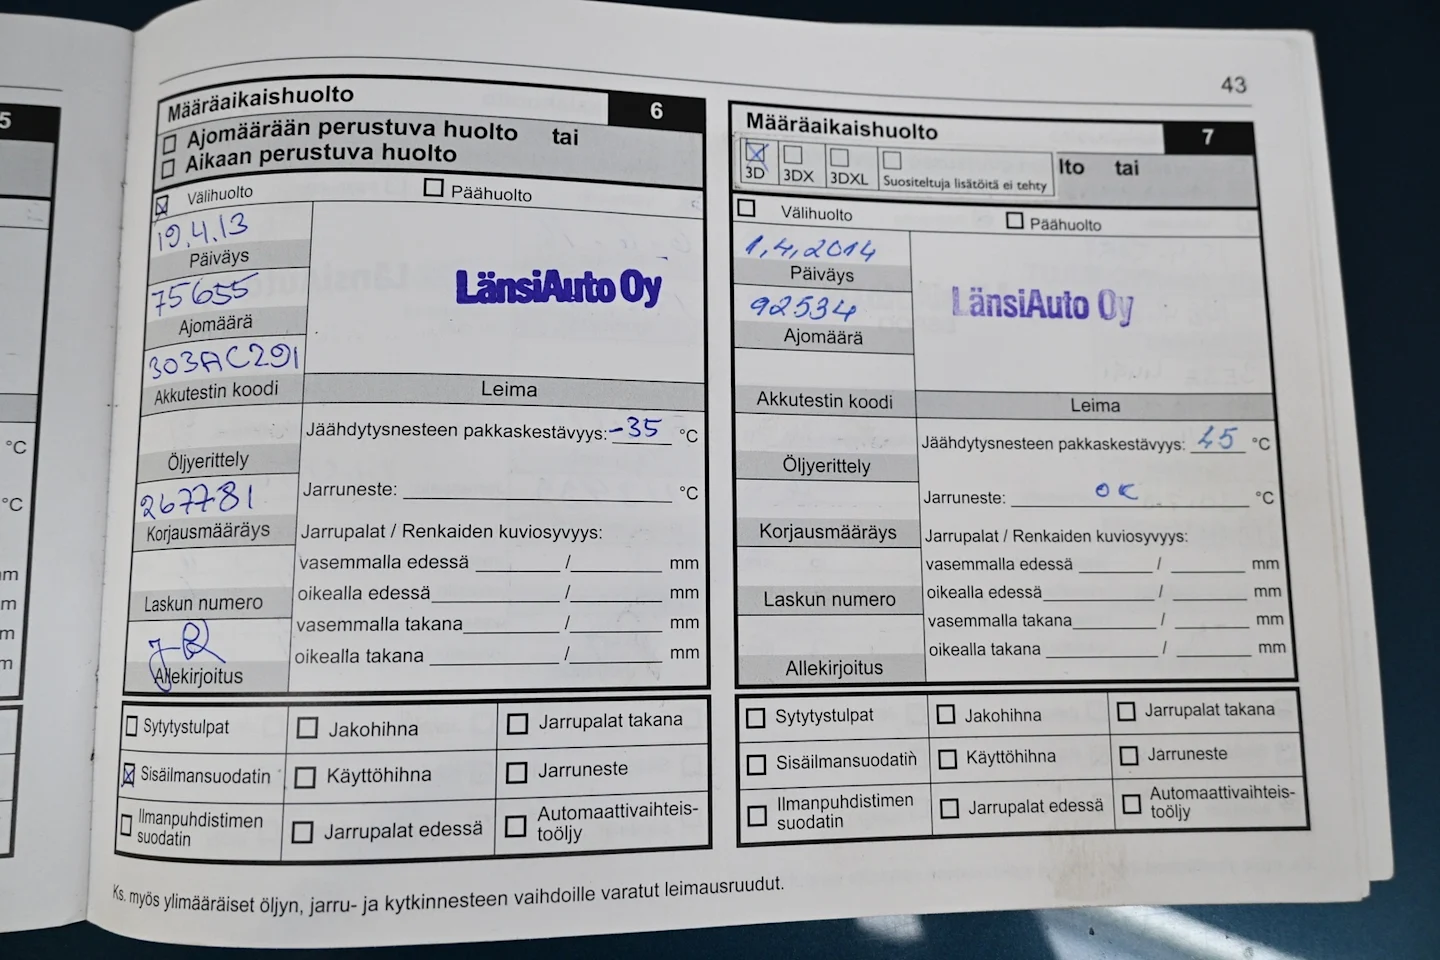 43
5
°C
°C
m
m
m
m
Määräaikaishuolto 6
Ajomäärään perustuva huolto tai
Aikaan perustuva huolto
Välihuolto Päähuolto
19.4.13
Päiväys
75655
Ajomäärä
303AC291
Akkutestin koodi
Öljyerittely
267781
Korjausmääräys
Laskun numero
Allekirjoitus
LänsiAuto Oy
Leima
Jäähdytysnesteen pakkaskestävyys: -35 °C
Jarruneste: °C
Jarrupalat / Renkaiden kuviosyvyys:
vasemmalla edessä / mm
oikealla edessä / mm
vasemmalla takana / mm
oikealla takana / mm
Sytytystulpat Jakohihna Jarrupalat takana
Sisäilmansuodatin Käyttöhihna Jarruneste
Ilmanpuhdistimen
suodatin
Jarrupalat edessä
Automaattivaihteis-
toöljy
Määräaikaishuolto 7
3D 3DX 3DXL Suositeltuja lisätöitä ei tehty
lto tai
Välihuolto Päähuolto
1.4.2014
Päiväys
92534
Ajomäärä
Akkutestin koodi
Öljyerittely
Korjausmääräys
Laskun numero
Allekirjoitus
LänsiAuto Oy
Leima
Jäähdytysnesteen pakkaskestävyys: 45 °C
Jarruneste: OK °C
Jarrupalat / Renkaiden kuviosyvyys:
vasemmalla edessä / mm
oikealla edessä / mm
vasemmalla takana / mm
oikealla takana / mm
Sytytystulpat Jakohihna Jarrupalat takana
Sisäilmansuodatin Käyttöhihna Jarruneste
Ilmanpuhdistimen
suodatin
Jarrupalat edessä
Automaattivaihteis-
toöljy
Ks. myös ylimääräiset öljyn, jarru- ja kytkinnesteen vaihdoille varatut leimausruudut.